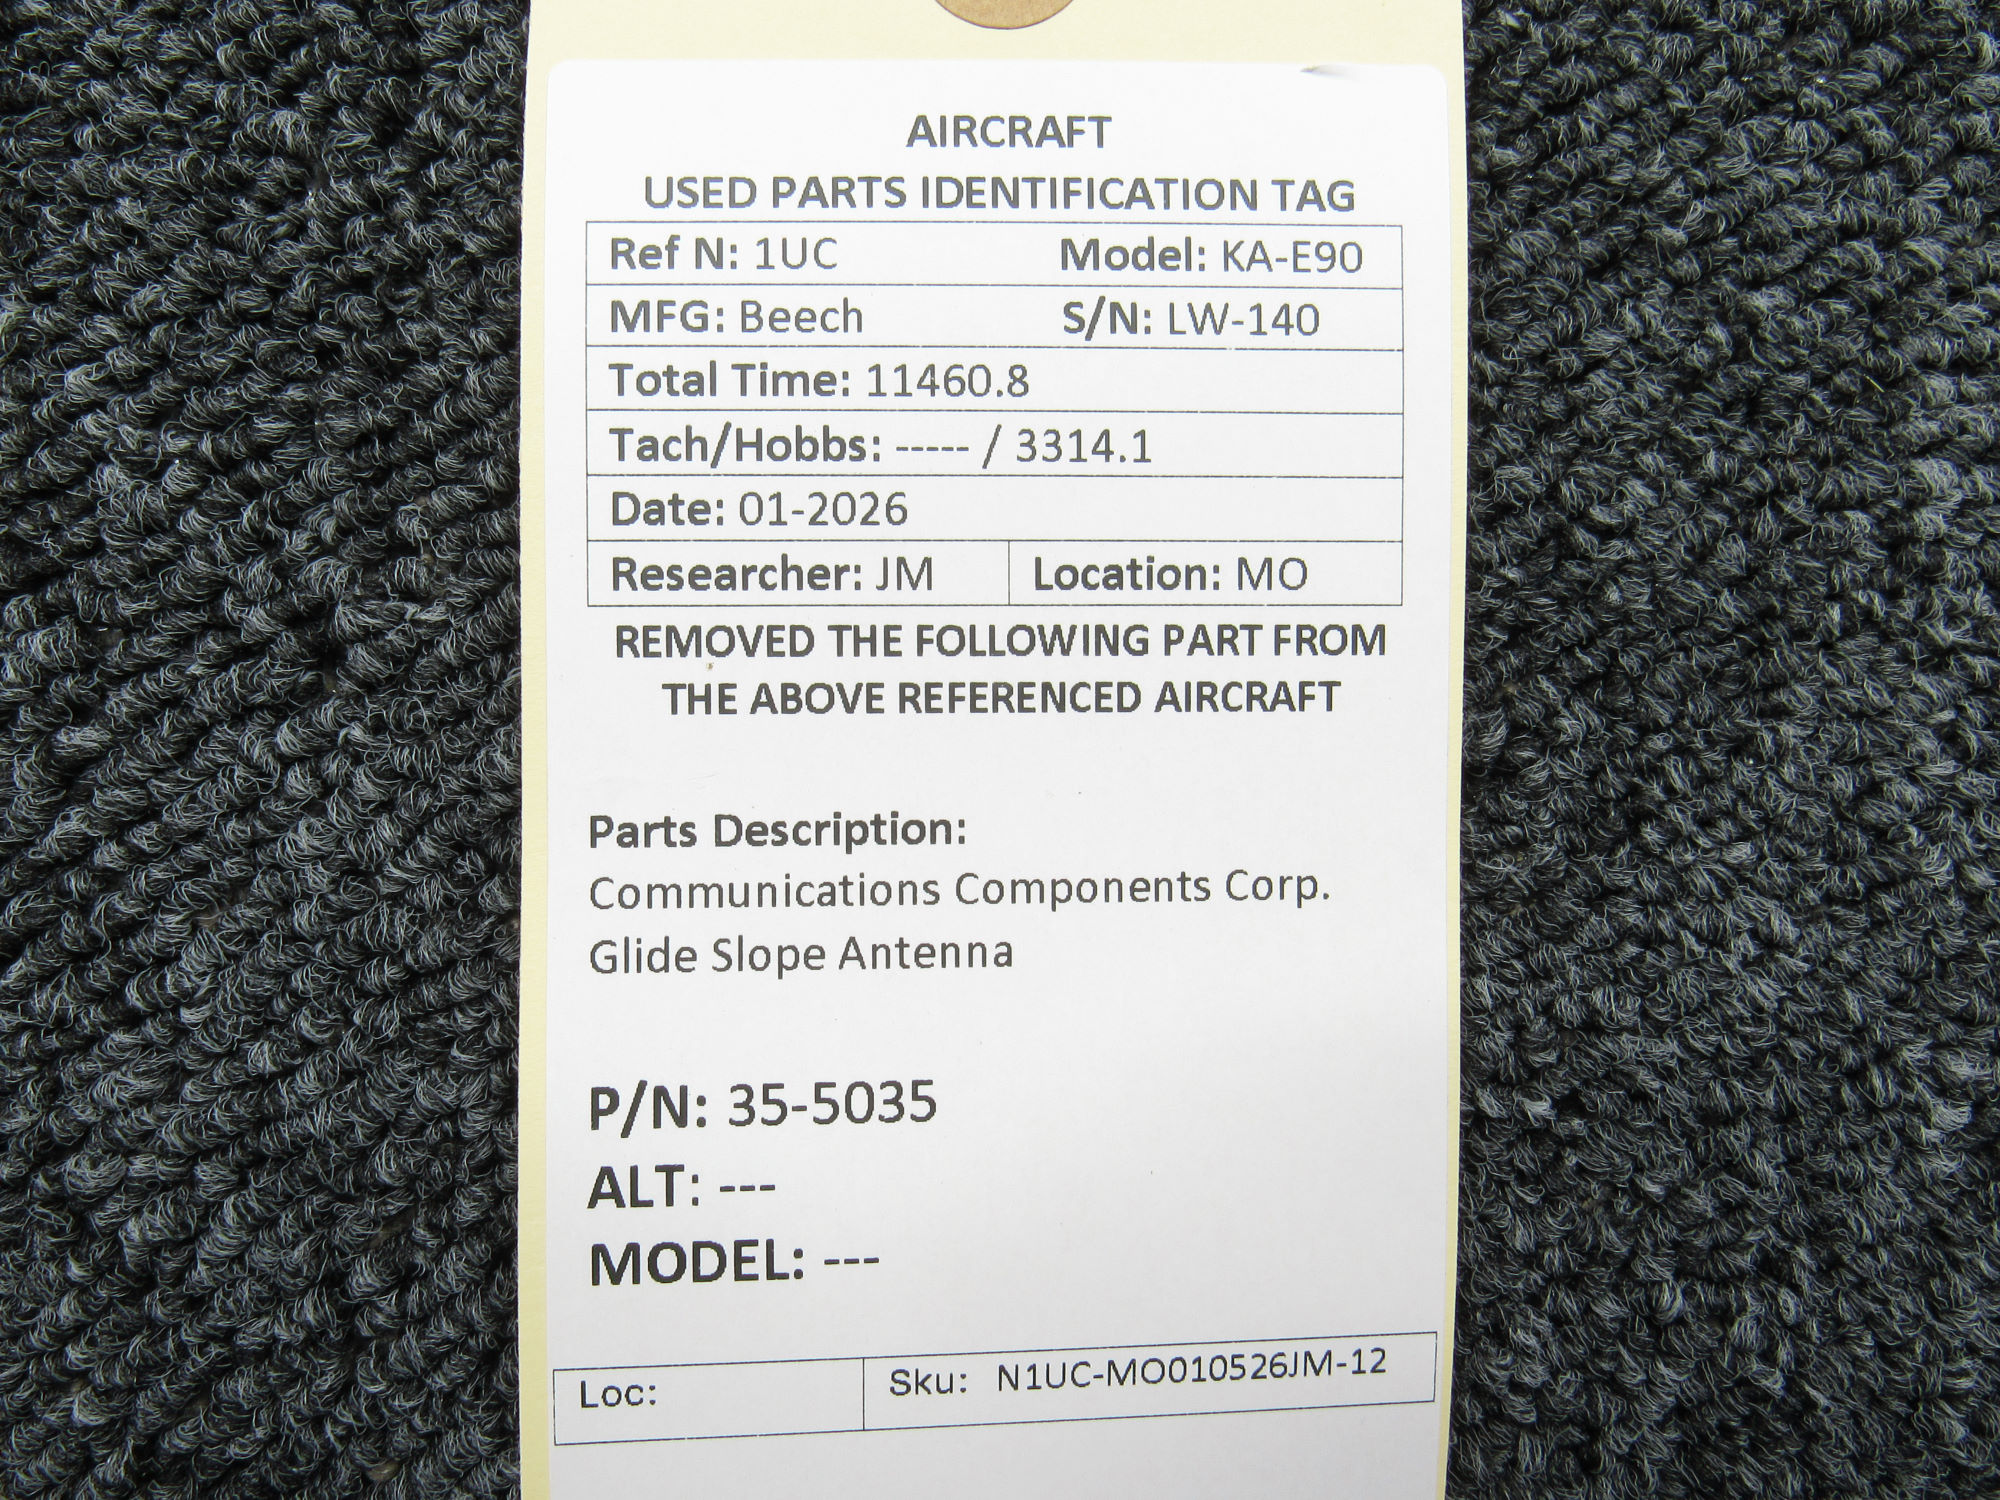 AIRCRAFT
USED PARTS IDENTIFICATION TAG
Ref N: 1UC Model: KA-E90
MFG: Beech S/N: LW-140
Total Time: 11460.8
Tach/Hobbs: ----- / 3314.1
Date: 01-2026
Researcher: JM Location: MO
REMOVED THE FOLLOWING PART FROM
THE ABOVE REFERENCED AIRCRAFT
Parts Description:
Communications Components Corp.
Glide Slope Antenna
P/N: 35-5035
ALT: ---
MODEL: ---
Loc: Sku: N1UC-MO010526JM-12